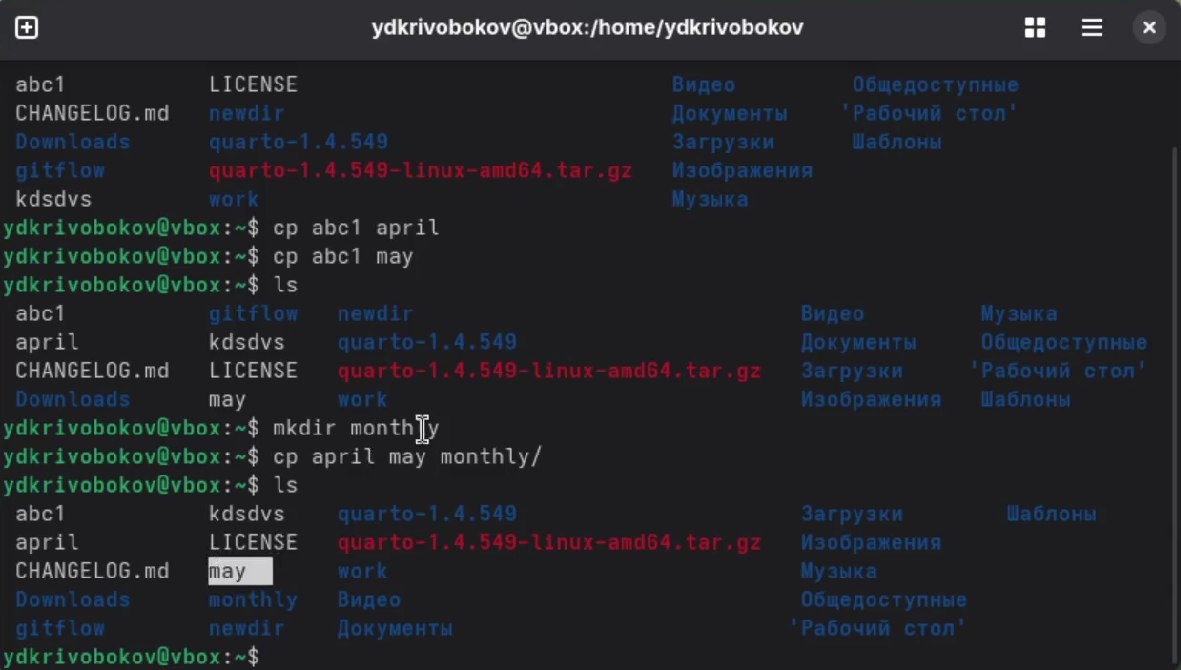 ydkrivobokov@vbox:/home/ydkrivobokov
abc1 LICENSE Видео Общедоступные
CHANGELOG.md newdir Документы 'Рабочий стол'
Downloads quarto-1.4.549 Загрузки Шаблоны
gitflow quarto-1.4.549-linux-amd64.tar.gz Изображения
kdsdvs work Музыка
ydkrivobokov@vbox:~$ cp abc1 april
ydkrivobokov@vbox:~$ cp abc1 may
ydkrivobokov@vbox:~$ ls
abc1 gitflow newdir Видео Музыка
april kdsdvs quarto-1.4.549 Документы Общедоступные
CHANGELOG.md LICENSE quarto-1.4.549-linux-amd64.tar.gz Загрузки 'Рабочий стол'
Downloads may work Изображения Шаблоны
ydkrivobokov@vbox:~$ mkdir monthly
ydkrivobokov@vbox:~$ cp april may monthly/
ydkrivobokov@vbox:~$ ls
abc1 kdsdvs quarto-1.4.549 Загрузки Шаблоны
april LICENSE quarto-1.4.549-linux-amd64.tar.gz Изображения
CHANGELOG.md may work Музыка
Downloads monthly Видео Общедоступные
gitflow newdir Документы 'Рабочий стол'
ydkrivobokov@vbox:~$